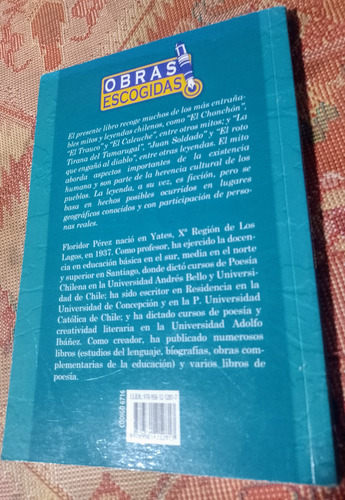 OBRAS
ESCOGIDAS
El presente libro recoge muchos de los más entraña-
bles mitos y leyendas chilenos, como "El Chonchón",
"El Trauco" y "El Caleuche", entre otros mitos; y "La
Tirana del Tamarugal", "Juan Soldado" y "El roto
que engañó al diablo", entre otras leyendas. El mito
aborda aspectos importantes de la existencia
humana y son parte de la herencia cultural de los
pueblos. La leyenda, a su vez, es ficción, pero se
basa en hechos posibles ocurridos en lugares
geográficos conocidos y con participación de perso-
nas reales.
Floridor Pérez nació en Yates, Xª Región de Los
Lagos, en 1937. Como profesor, ha ejercido la docen-
cia en educación básica en el sur, media en el norte
y superior en Santiago, donde dictó cursos de Poesía
Chilena en la Universidad Andrés Bello y Universi-
dad de Chile; ha sido escritor en Residencia en la
Universidad de Concepción y en la P. Universidad
Católica de Chile; y ha dictado cursos de poesía y
creatividad literaria en la Universidad Adolfo
Ibáñez. Como creador, ha publicado numerosos
libros (estudios del lenguaje, biografías, obras com-
plementarias de la educación) y varios libros de
poesía.
CÓDIGO 6716